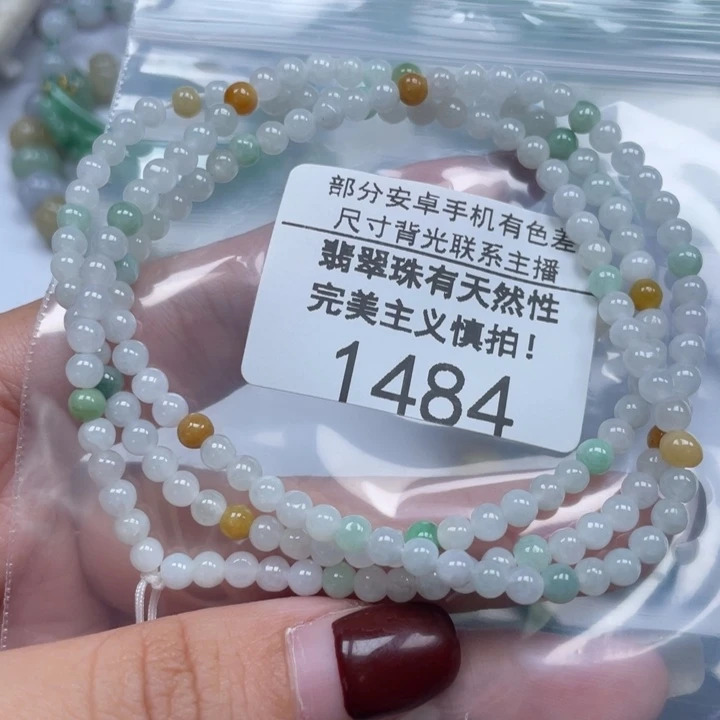 部分安卓手机有色差
尺寸背光联系主播
翡翠珠有天然性
完美主义慎拍!
1484